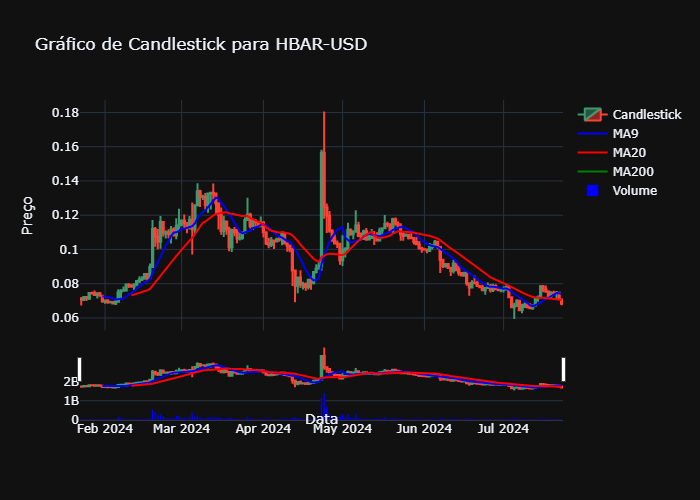 Gráfico de Candlestick para HBAR-USD
Candlestick
MA9
MA20
MA200
Volume
Preço
0.18
0.16
0.14
0.12
0.1
0.08
0.06
2B
1B
0
Feb 2024 Mar 2024 Apr 2024 May 2024 Jun 2024 Jul 2024
Data